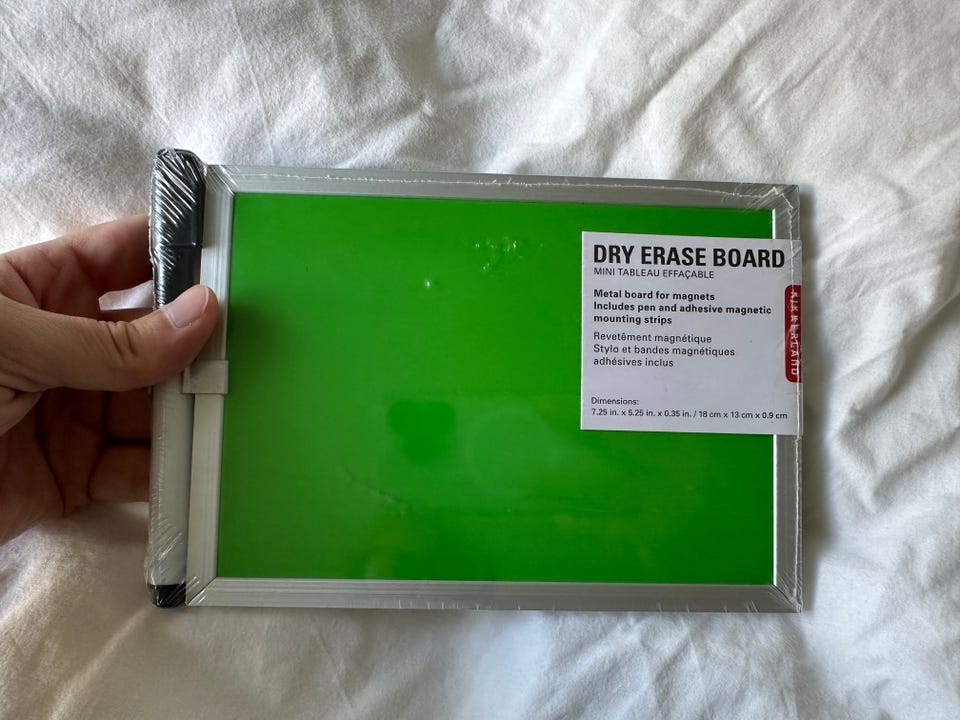 DRY ERASE BOARD
MINI TABLEAU EFFAÇABLE
Metal board for magnets
Includes pen and adhesive magnetic
mounting strips
Revetêment magnétique
Stylo et bandes magnétiques
adhésives inclus
Dimensions:
7.25 in. x 5.25 in. x 0.35 in. / 18 cm x 13 cm x 0.9 cm
KIKKERLAND